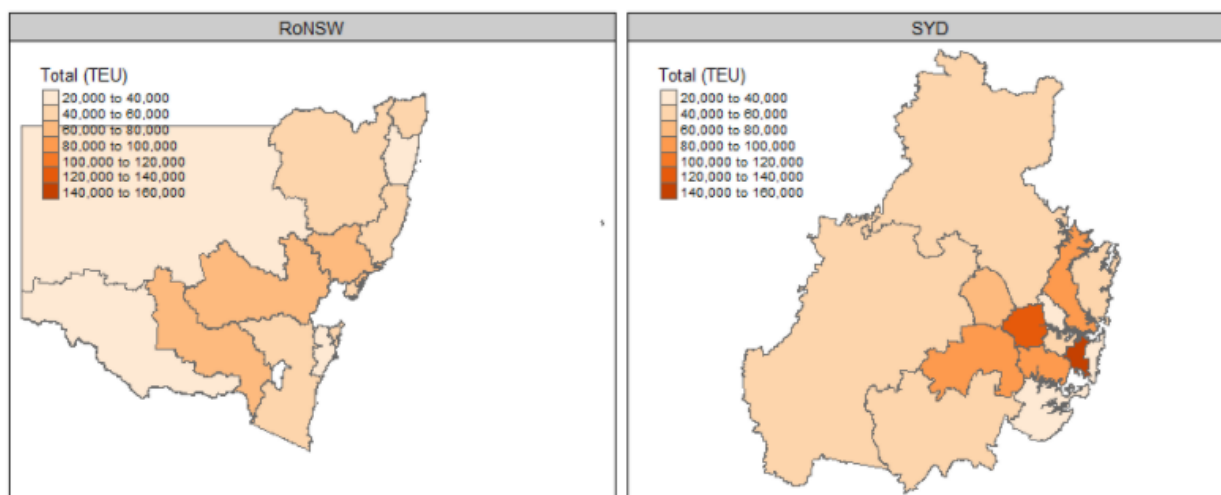 RoNSW
Total (TEU)
20,000 to 40,000
40,000 to 60,000
60,000 to 80,000
80,000 to 100,000
100,000 to 120,000
120,000 to 140,000
140,000 to 160,000
SYD
Total (TEU)
20,000 to 40,000
40,000 to 60,000
60,000 to 80,000
80,000 to 100,000
100,000 to 120,000
120,000 to 140,000
140,000 to 160,000